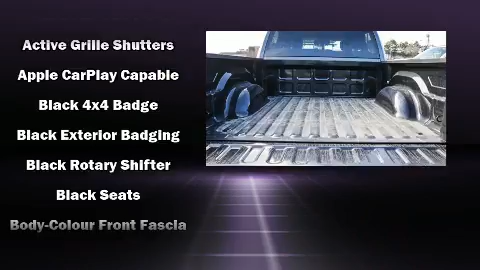 Active Grille Shutters
Apple CarPlay Capable
Black 4x4 Badge
Black Exterior Badging
Black Rotary Shifter
Black Seats
Body-Colour Front Fascia